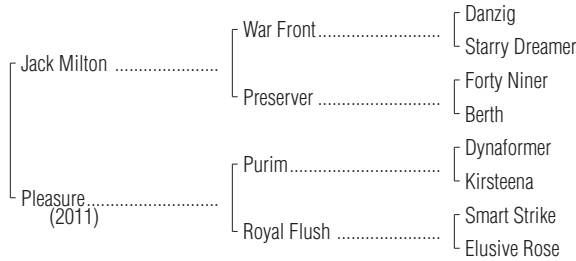 Danzig
War Front
Starry Dreamer
Jack Milton
Forty Niner
Preserver
Berth
Dynaformer
Purim
Kirsteena
Pleasure
(2011)
Smart Strike
Royal Flush
Elusive Rose